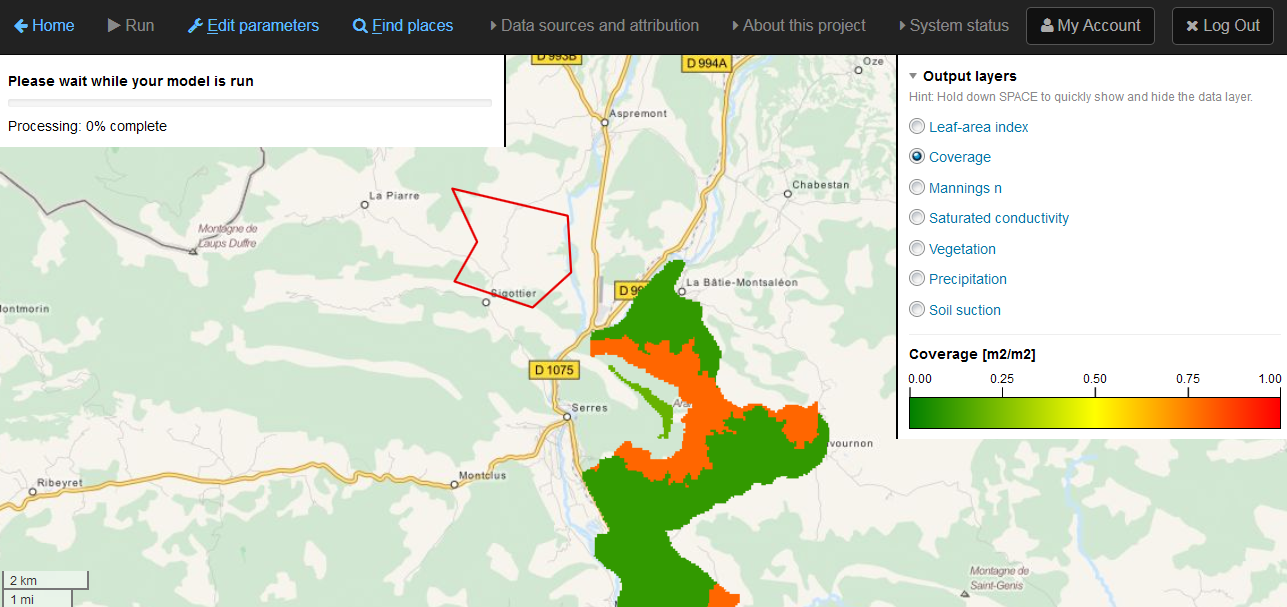 Home Run Edit parameters Find places Data sources and attribution About this project System status My Account Log Out
Please wait while your model is run
Processing: 0% complete
Output layers
Hint: Hold down SPACE to quickly show and hide the data layer.
Leaf-area index
Coverage
Mannings n
Saturated conductivity
Vegetation
Precipitation
Soil suction
Coverage [m2/m2]
0.00 0.25 0.50 0.75 1.00
D 993B
D 994A
Oze
Aspremont
La Piarre
Chabestan
Montagne de
Laups Duffre
Sigottier
D 99
La Bâtie-Montsaléon
lontmorin
D 1075
Serres
Ara
vournon
Montclus
Ribeyret
Montagne de
Saint-Genis
2 km
1 mi